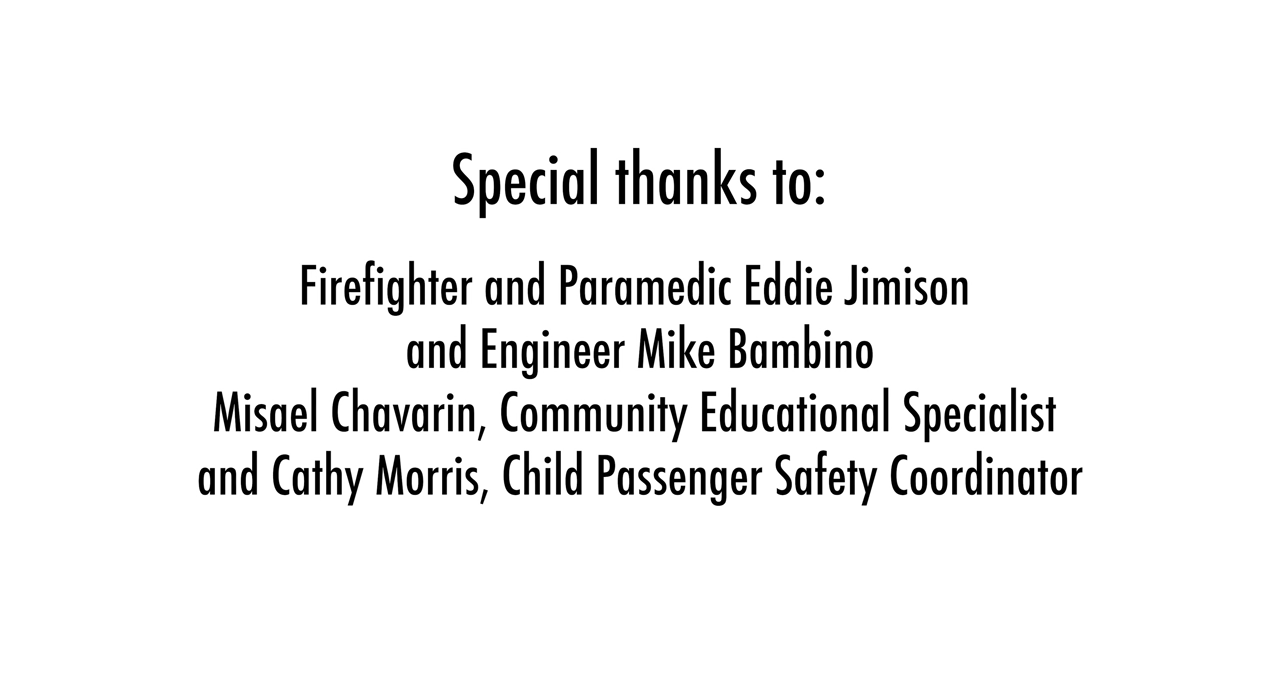 Special thanks to:
Firefighter and Paramedic Eddie Jimison
and Engineer Mike Bambino
Misael Chavarin, Community Educational Specialist
and Cathy Morris, Child Passenger Safety Coordinator